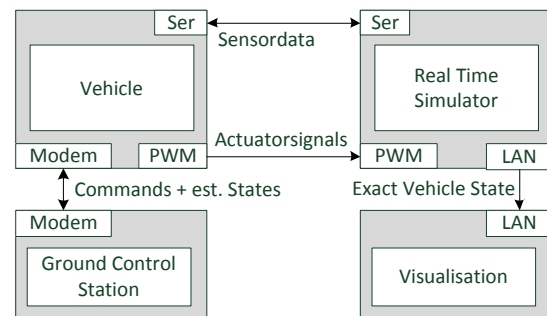 Ser
Ser
Sensordata
Vehicle
Real Time
Simulator
Actuatorsignals
Modem
PWM
PWM
LAN
Commands + est. States
Exact Vehicle State
Modem
LAN
Ground Control
Station
Visualisation